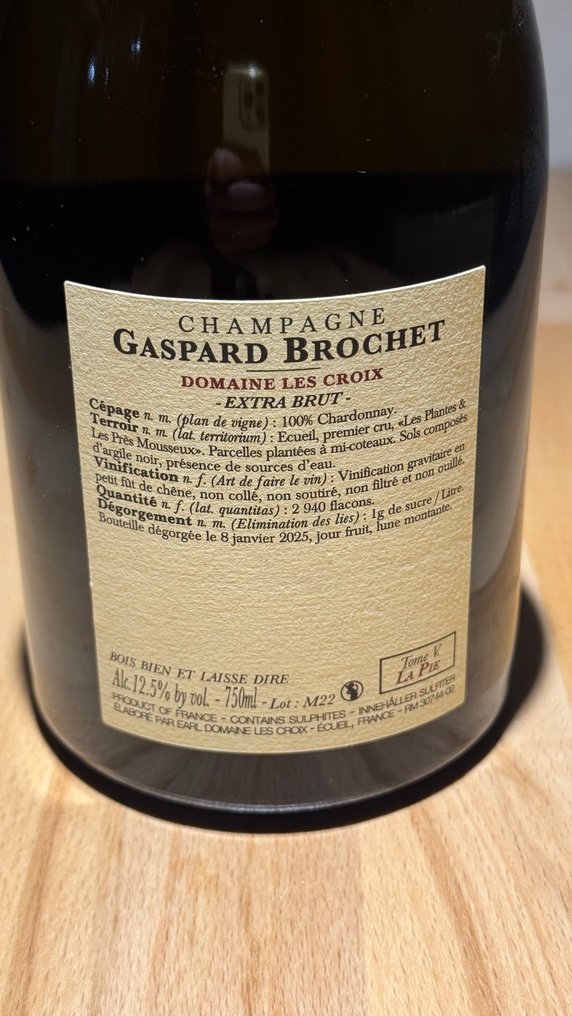 CHAMPAGNE
GASPARD BROCHET
DOMAINE LES CROIX
- EXTRA BRUT -
Cépage n. m. (plan de vigne) : 100% Chardonnay.
Terroir n. m. (lat. territorium) : Ecueil, premier cru, «Les Plantes &
Les Près Mousseux». Parcelles plantées à mi-coteaux. Sols composés
d'argile noir, présence de sources d'eau.
Vinification n. f. (Art de faire le vin) : Vinification gravitaire en
petit fût de chêne, non collé, non soutiré, non filtré et non ouillé.
Quantité n. f. (lat. quantitas) : 2 940 flacons.
Dégorgement n. m. (Elimination des lies) : 1g de sucre / Litre.
Bouteille dégorgée le 8 janvier 2025, jour fruit, lune montante.
BOIS BIEN ET LAISSE DIRE
Alc. 12.5% by vol. - 750ml - Lot : M22
Tome V.
LA PIE
PRODUCT OF FRANCE - CONTAINS SULPHITES - INNEHÅLLER SULFITER
ÉLABORÉ PAR EARL DOMAINE LES CROIX - ÉCUEIL, FRANCE - RM 30744-02